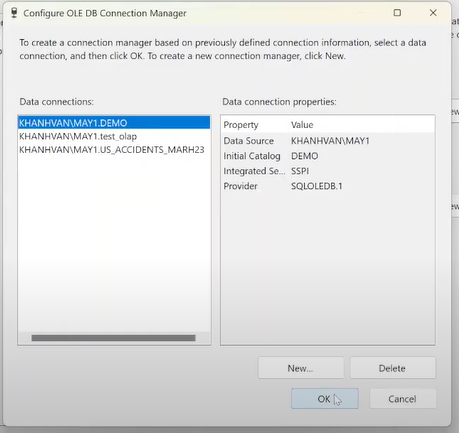 Configure OLE DB Connection Manager
To create a connection manager based on previously defined connection information, select a data
connection, and then click OK. To create a new connection manager, click New.
Data connections:
KHANHVAN\MAY1.DEMO
KHANHVAN\MAY1.test_olap
KHANHVAN\MAY1.US_ACCIDENTS_MARH23
Data connection properties:
Property Value
Data Source KHANHVAN\MAY1
Initial Catalog DEMO
Integrated Se... SSPI
Provider SQLOLEDB.1
New... Delete
OK Cancel